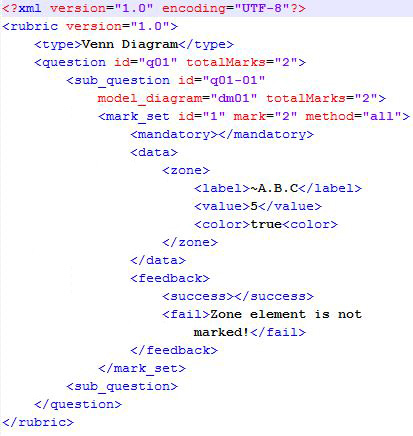 <?xml version="1.0" encoding="UTF-8"?>
<rubric version="1.0">
<type>Venn Diagram</type>
<question id="q01" totalMarks="2">
<sub_question id="q01-01"
model_diagram="dm01" totalMarks="2">
<mark_set id="1" mark="2" method="all">
<mandatory></mandatory>
<data>
<zone>
<label>~A.B.C</label>
<value>5</value>
<color>true<color>
</zone>
</data>
<feedback>
<success></success>
<fail>Zone element is not
marked!</fail>
</feedback>
</mark_set>
<sub_question>
</question>
</rubric>